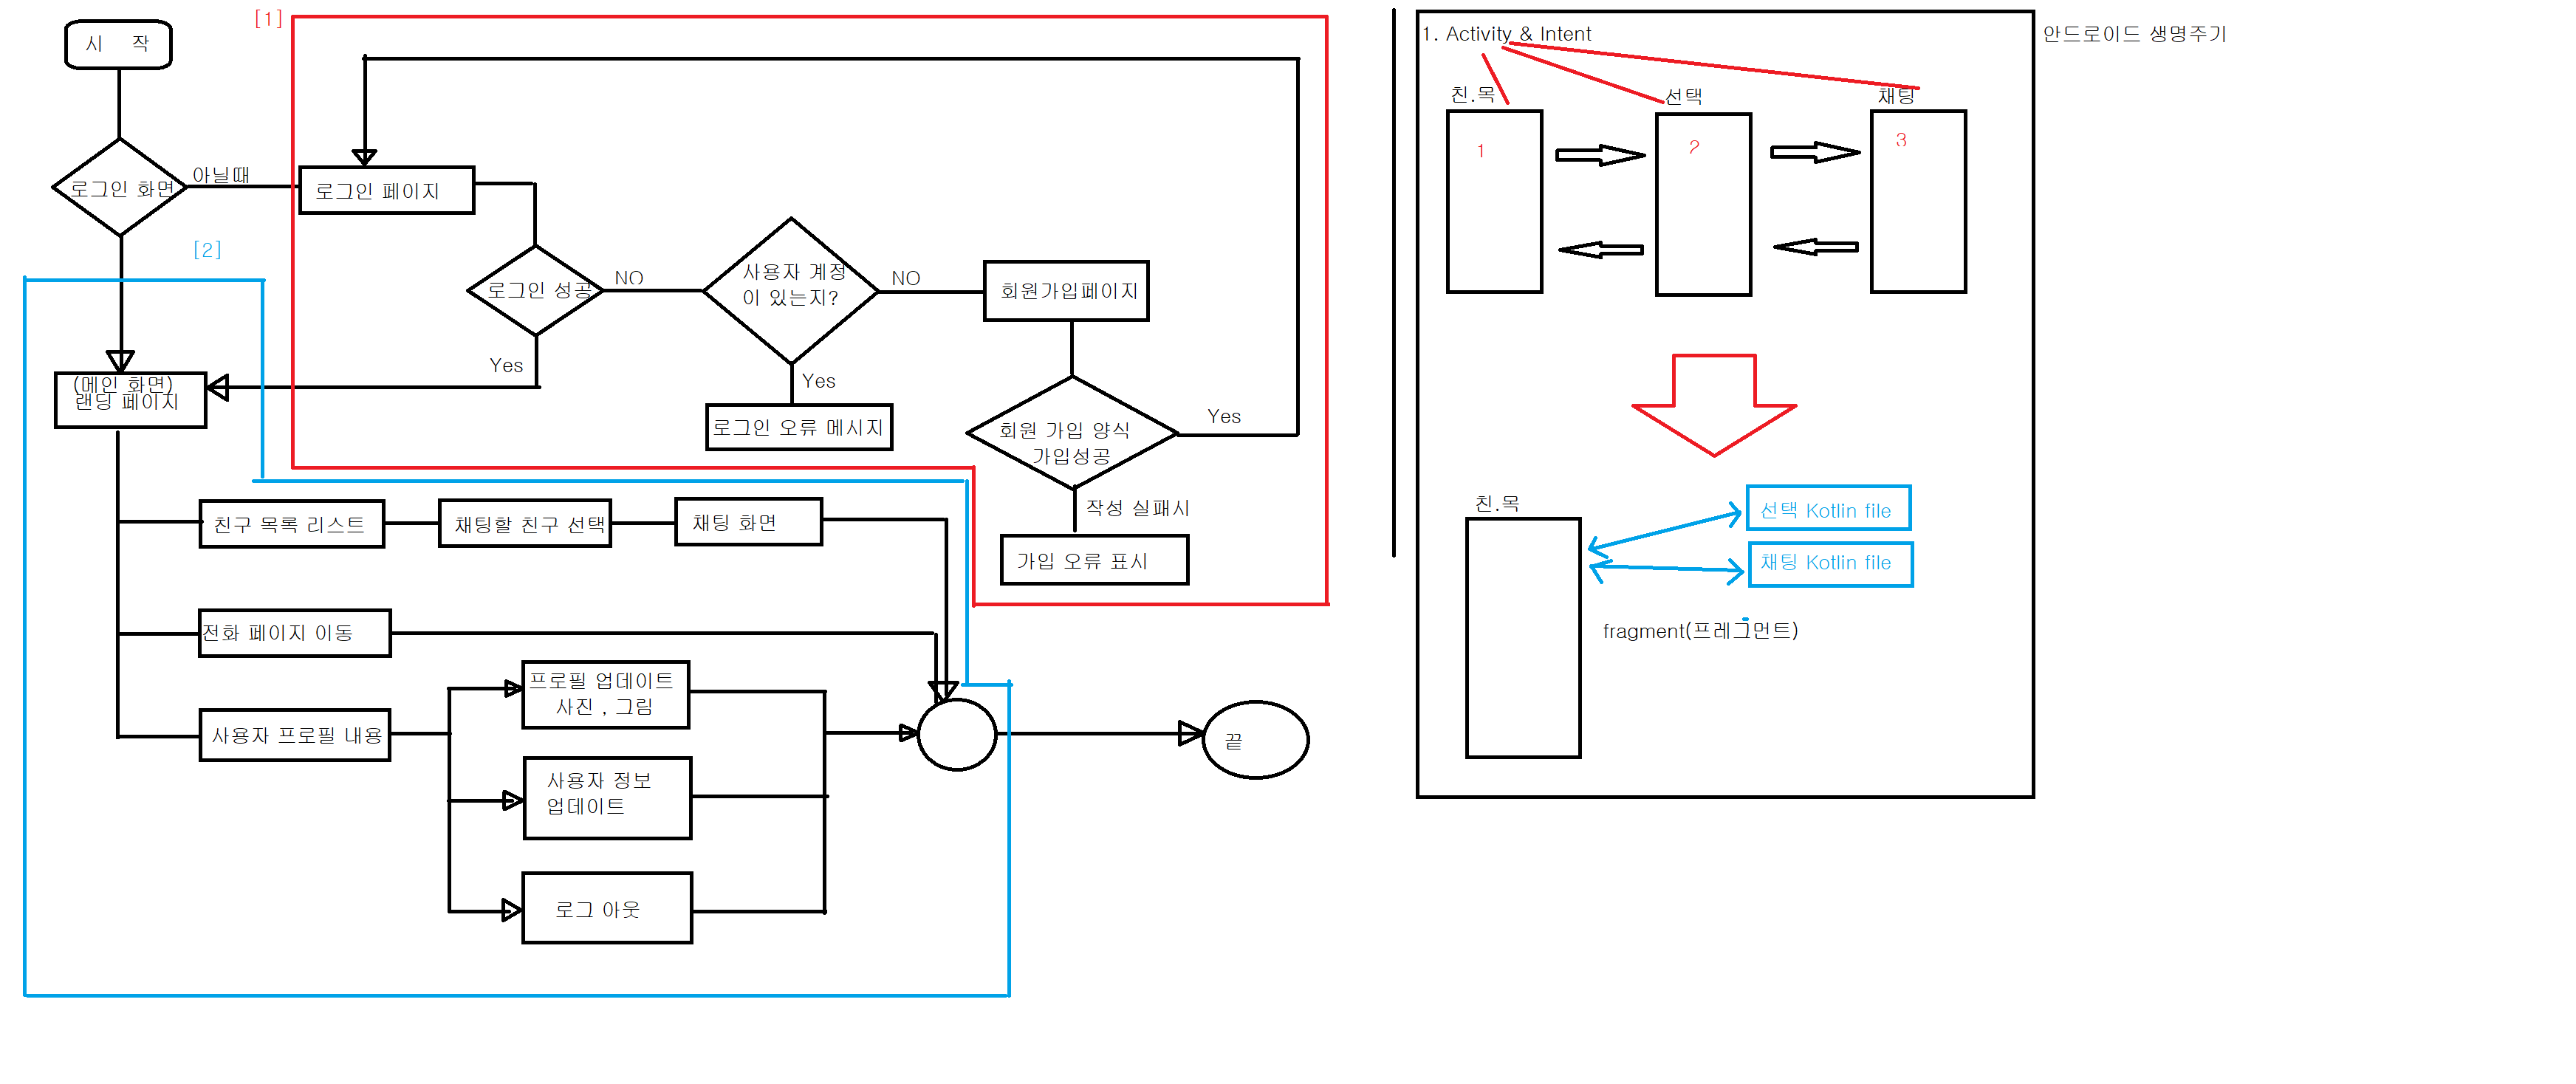 [1]
시 작
로그인 화면
아닐때
로그인 페이지
[2]
로그인 성공
NO
사용자 계정
이 있는지?
NO
회원가입페이지
Yes
Yes
(메인 화면)
랜딩 페이지
로그인 오류 메시지
회원 가입 양식
가입성공
Yes
작성 실패시
가입 오류 표시
친구 목록 리스트
채팅할 친구 선택
채팅 화면
전화 페이지 이동
프로필 업데이트
사진 , 그림
사용자 프로필 내용
사용자 정보
업데이트
로그 아웃
끝
1. Activity & Intent
안드로이드 생명주기
친.목
선택
채팅
1
2
3
친.목
선택 Kotlin file
채팅 Kotlin file
fragment(프레그먼트)